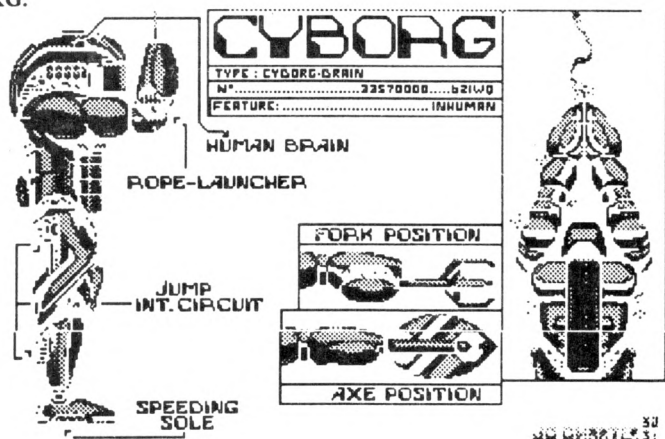 RG.
CYBORG
TYPE : CYBORG-BRAIN
N°..................33570000.....621WQ
FEATURE:............................INHUMAN
HUMAN BRAIN
ROPE-LAUNCHER
FORK POSITION
JUMP
INT. CIRCUIT
AXE POSITION
SPEEDING
SOLE